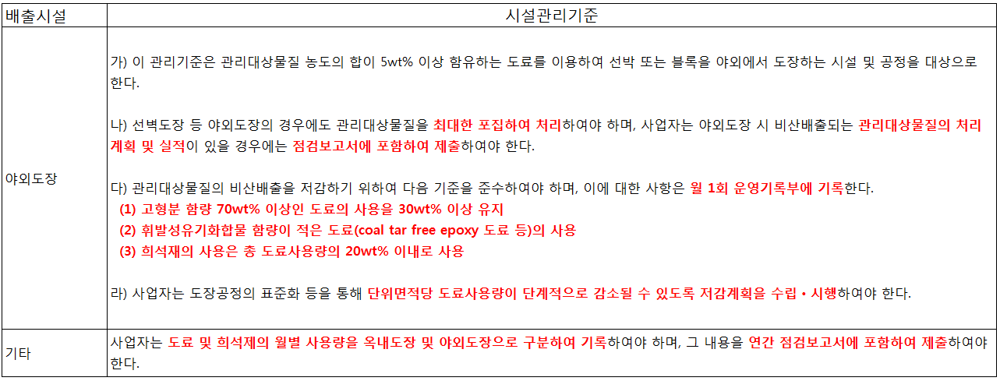 배출시설
시설관리기준
야외도장
가) 이 관리기준은 관리대상물질 농도의 합이 5wt% 이상 함유하는 도료를 이용하여 선박 또는 블록을 야외에서 도장하는 시설 및 공정을 대상으로
한다.
나) 선벽도장 등 야외도장의 경우에도 관리대상물질을 최대한 포집하여 처리하여야 하며, 사업자는 야외도장 시 비산배출되는 관리대상물질의 처리
계획 및 실적이 있을 경우에는 점검보고서에 포함하여 제출하여야 한다.
다) 관리대상물질의 비산배출을 저감하기 위하여 다음 기준을 준수하여야 하며, 이에 대한 사항은 월 1회 운영기록부에 기록한다.
(1) 고형분 함량 70wt% 이상인 도료의 사용을 30wt% 이상 유지
(2) 휘발성유기화합물 함량이 적은 도료(coal tar free epoxy 도료 등)의 사용
(3) 희석재의 사용은 총 도료사용량의 20wt% 이내로 사용
라) 사업자는 도장공정의 표준화 등을 통해 단위면적당 도료사용량이 단계적으로 감소될 수 있도록 저감계획을 수립・시행하여야 한다.
기타
사업자는 도료 및 희석제의 월별 사용량을 옥내도장 및 야외도장으로 구분하여 기록하여야 하며, 그 내용을 연간 점검보고서에 포함하여 제출하여야
한다.